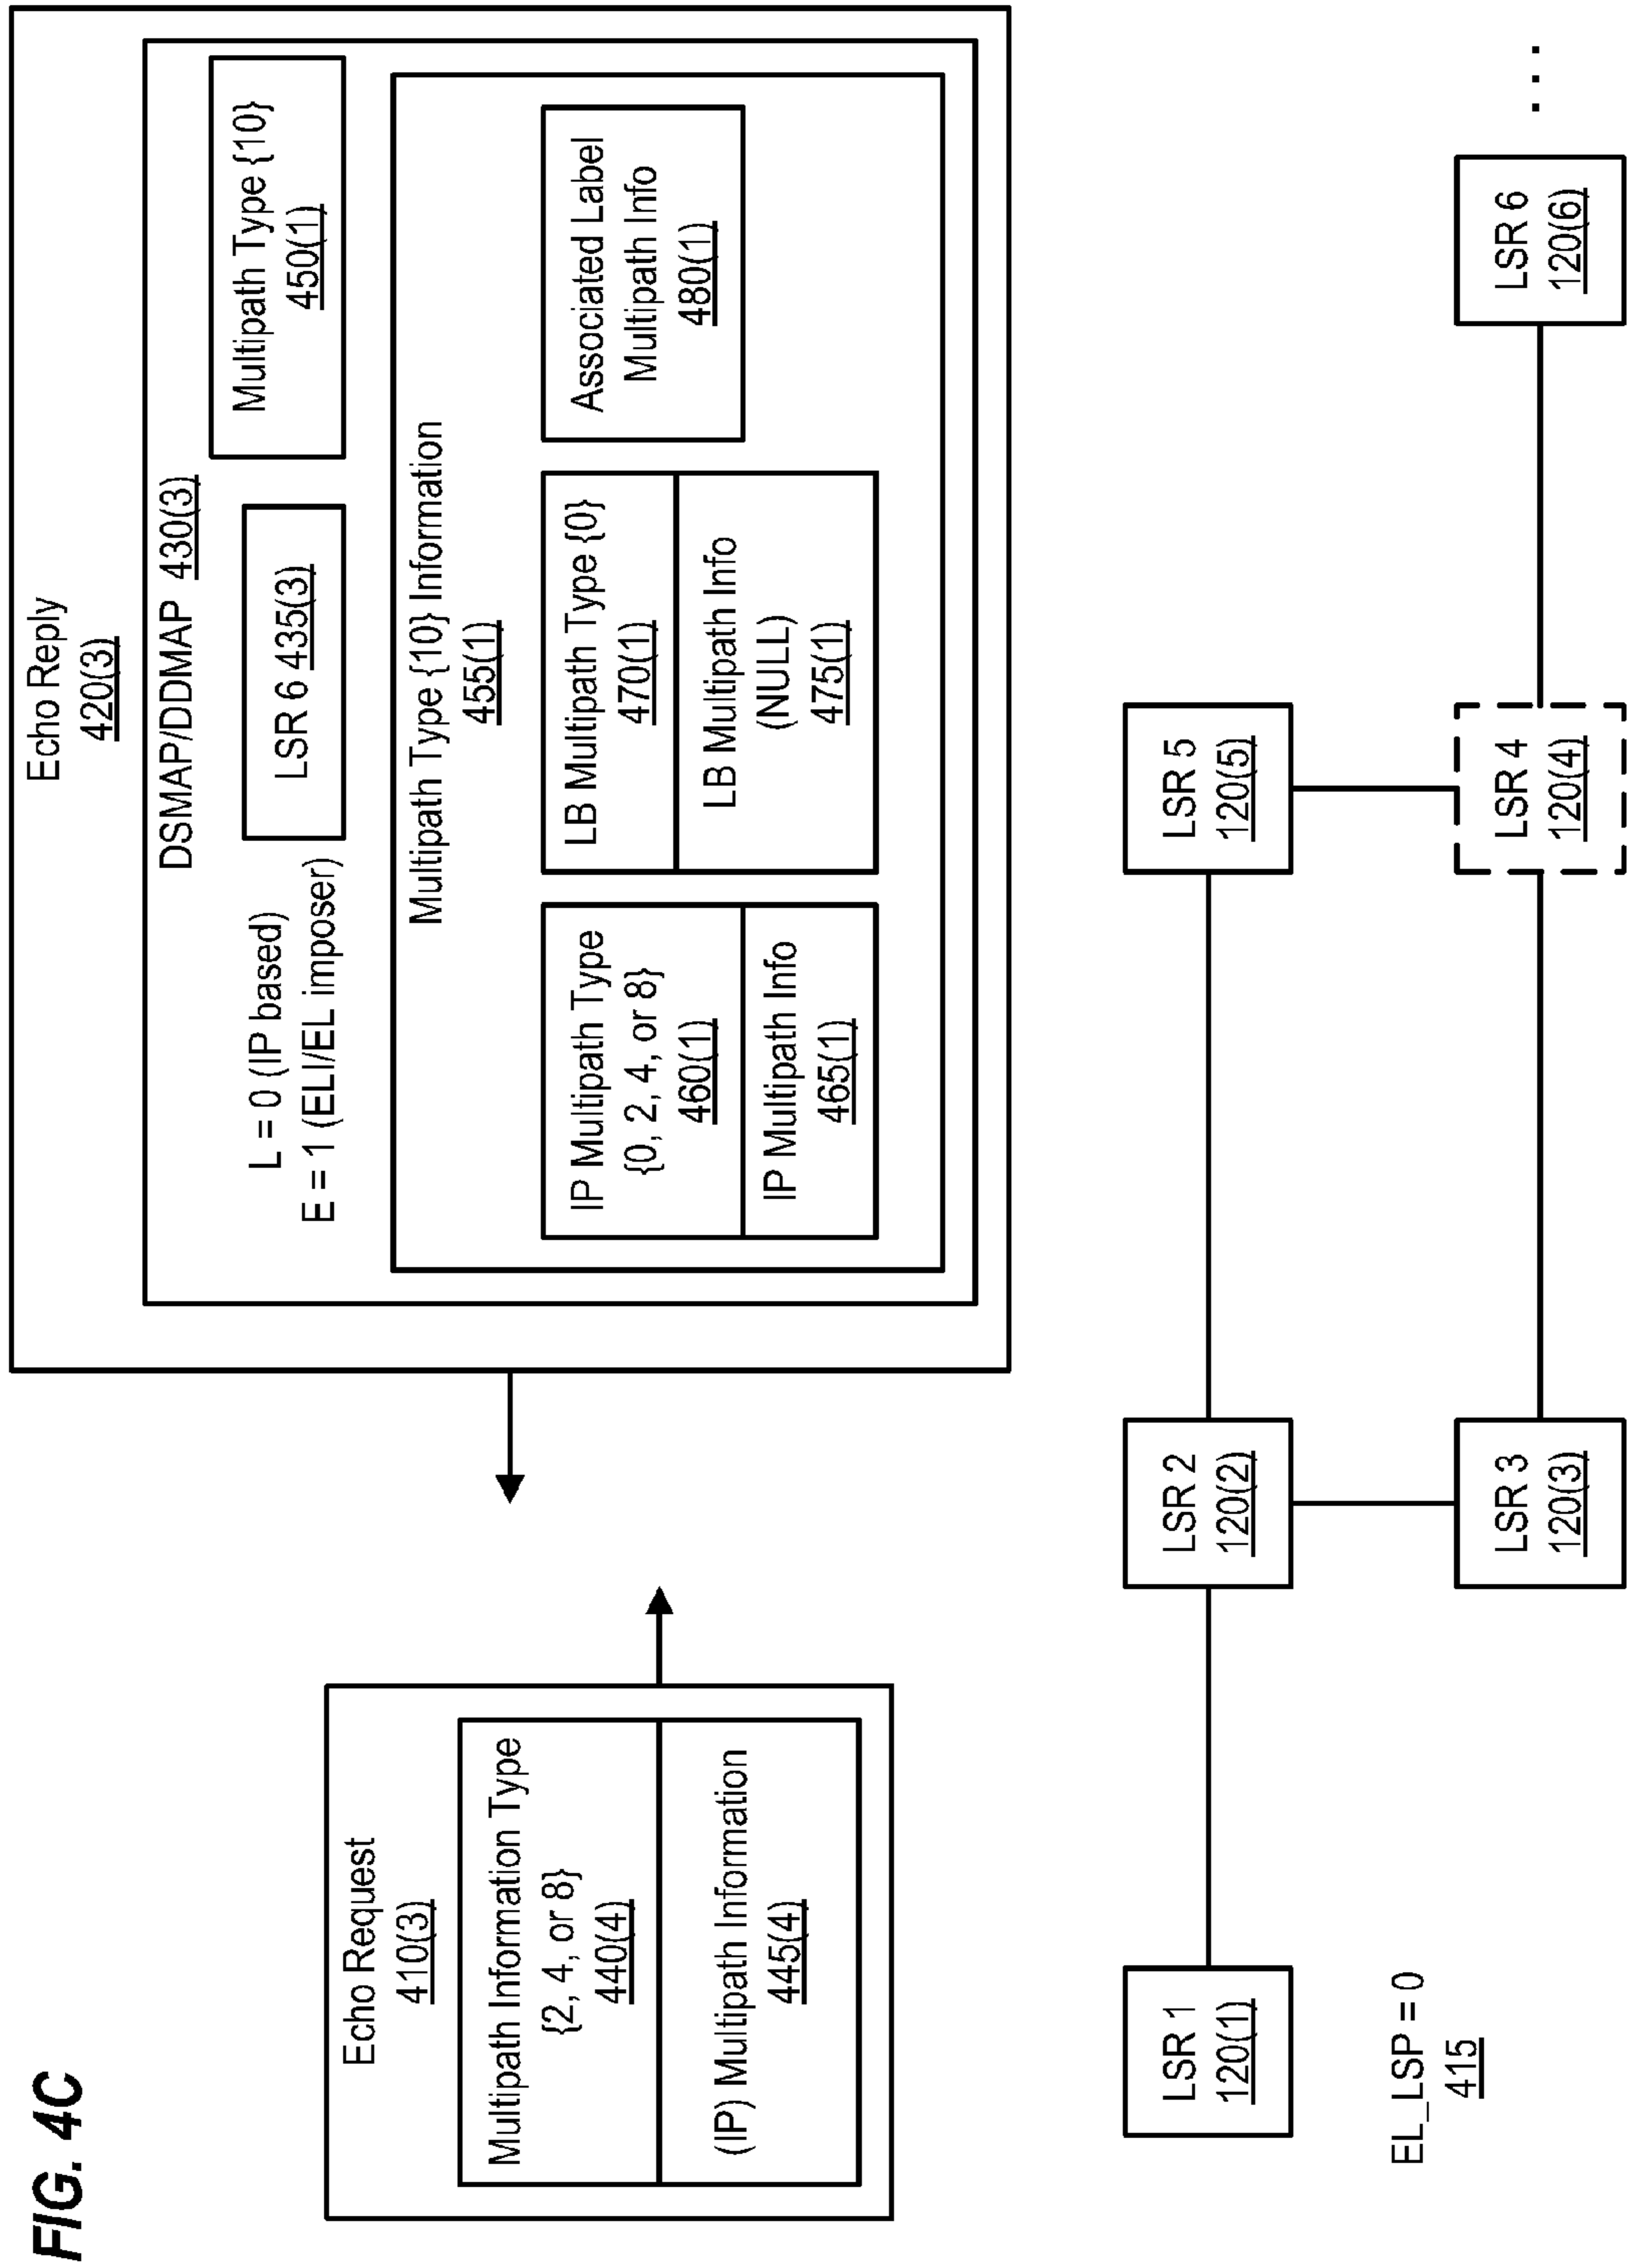 FIG. 4C
Echo Request
410(3)
Multipath Information Type
{2, 4, or 8}
440(4)
(IP) Multipath Information
445(4)
Echo Reply
420(3)
DSMAP/DDMAP 430(3)
L = 0 (IP based)
E = 1 (ELI/EL imposer)
LSR 6 435(3)
Multipath Type {10}
450(1)
Multipath Type {10} Information
455(1)
IP Multipath Type
{0, 2, 4, or 8}
460(1)
IP Multipath Info
465(1)
LB Multipath Type {0}
470(1)
LB Multipath Info
(NULL)
475(1)
Associated Label
Multipath Info
480(1)
LSR 1
120(1)
LSR 2
120(2)
LSR 5
120(5)
EL_LSP = 0
415
LSR 3
120(3)
LSR 4
120(4)
LSR 6
120(6)
. . .